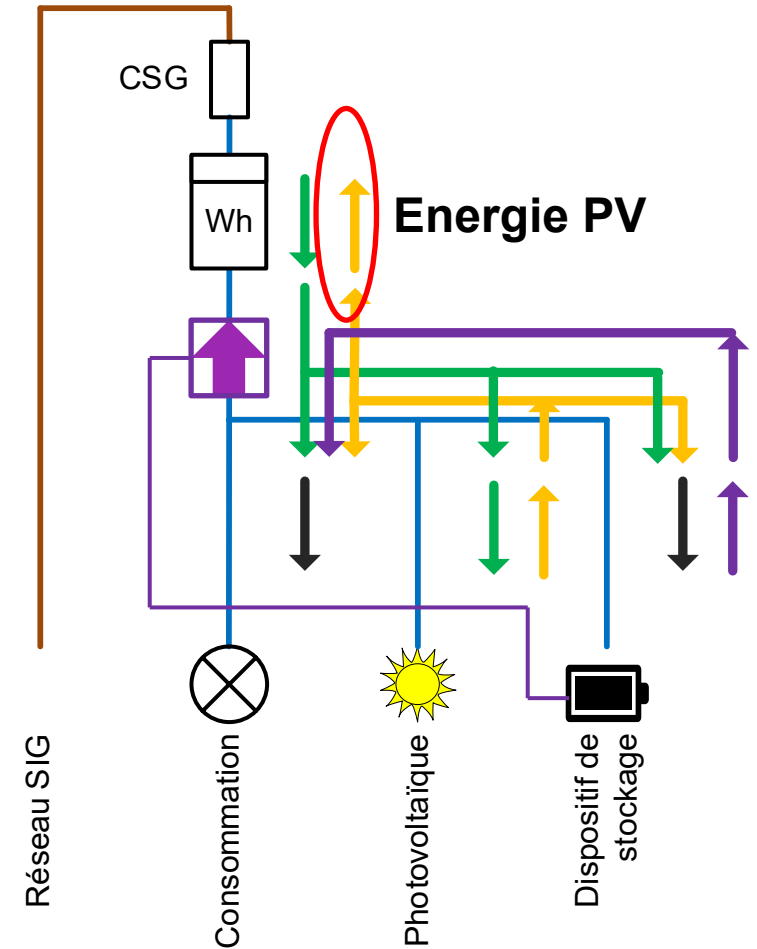 CSG
Wh
Energie PV
Réseau SIG
Consommation
Photovoltaïque
Dispositif de
stockage